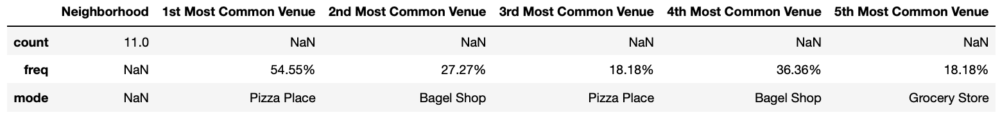 Neighborhood 1st Most Common Venue 2nd Most Common Venue 3rd Most Common Venue 4th Most Common Venue 5th Most Common Venue
count 11.0 NaN NaN NaN NaN NaN
freq NaN 54.55% 27.27% 18.18% 36.36% 18.18%
mode NaN Pizza Place Bagel Shop Pizza Place Bagel Shop Grocery Store